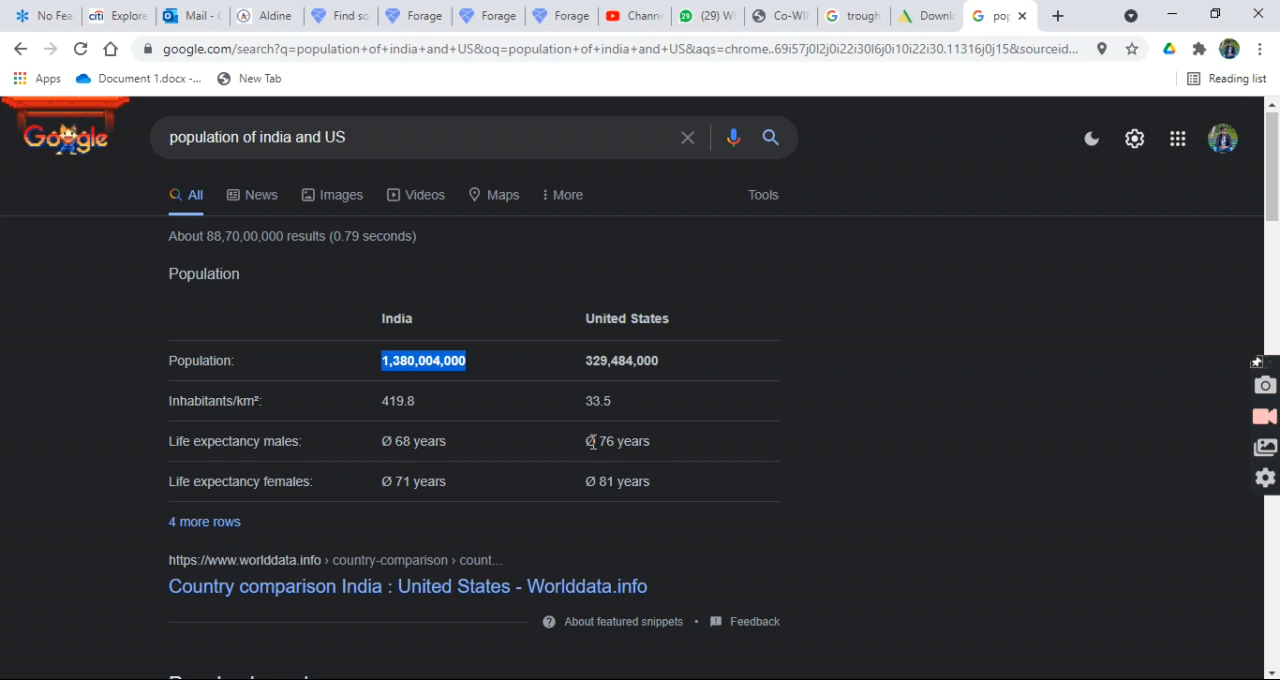 No Fea
citi Explore
Mail - C
Aldine
Find so
Forage
Forage
Forage
Chann
(29) W
Co-WI
G trough
Downl
G pop
google.com/search?q=population+of+india+and+US&oq=population+of+india+and+US&aqs=chrome..69i57j0l2j0i22i30l6j0i10i22i30.11316j0j15&sourceid...
Apps
Document 1.docx -...
New Tab
Reading list
Google
population of india and US
All
News
Images
Videos
Maps
More
Tools
About 88,70,00,000 results (0.79 seconds)
Population
India United States
Population: 1,380,004,000 329,484,000
Inhabitants/km²: 419.8 33.5
Life expectancy males: Ø 68 years Ø 76 years
Life expectancy females: Ø 71 years Ø 81 years
4 more rows
https://www.worlddata.info › country-comparison › count...
Country comparison India : United States - Worlddata.info
About featured snippets • Feedback